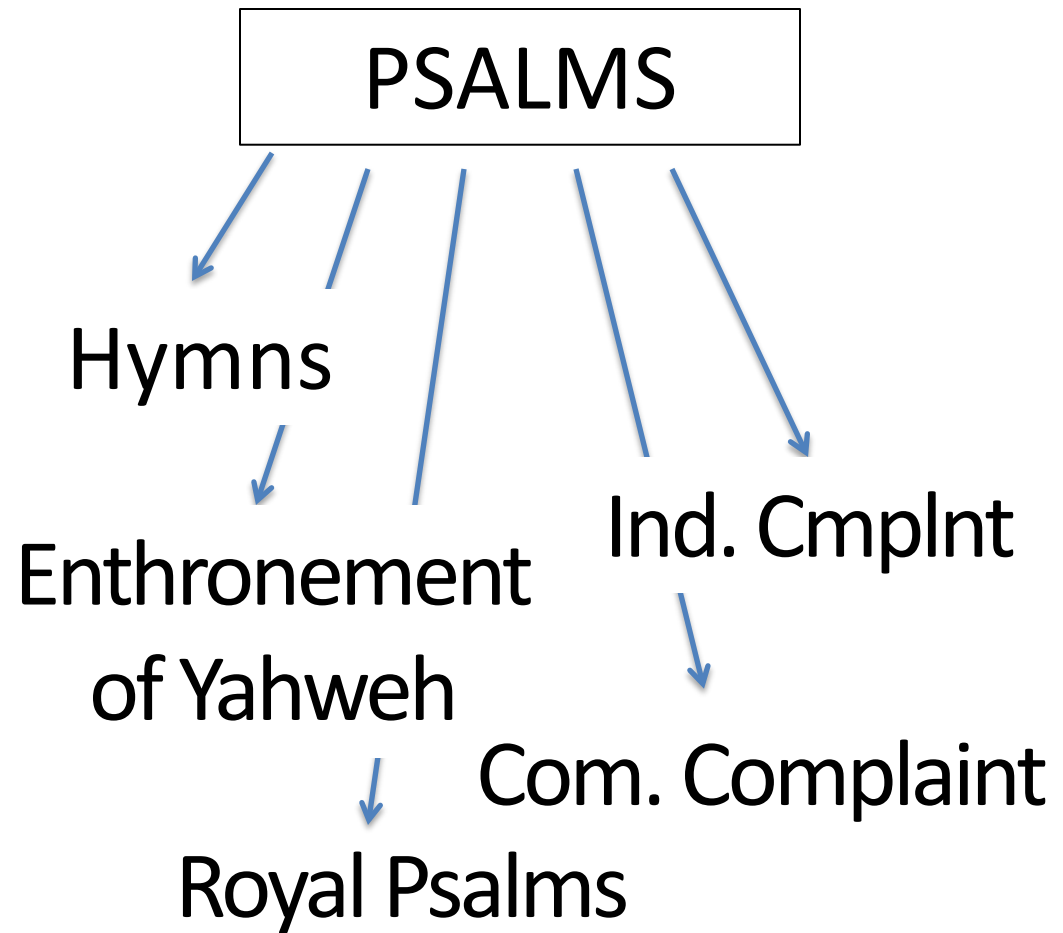 PSALMS
Hymns
Enthronement
of Yahweh
Royal Psalms
Ind. Cmplnt
Com. Complaint